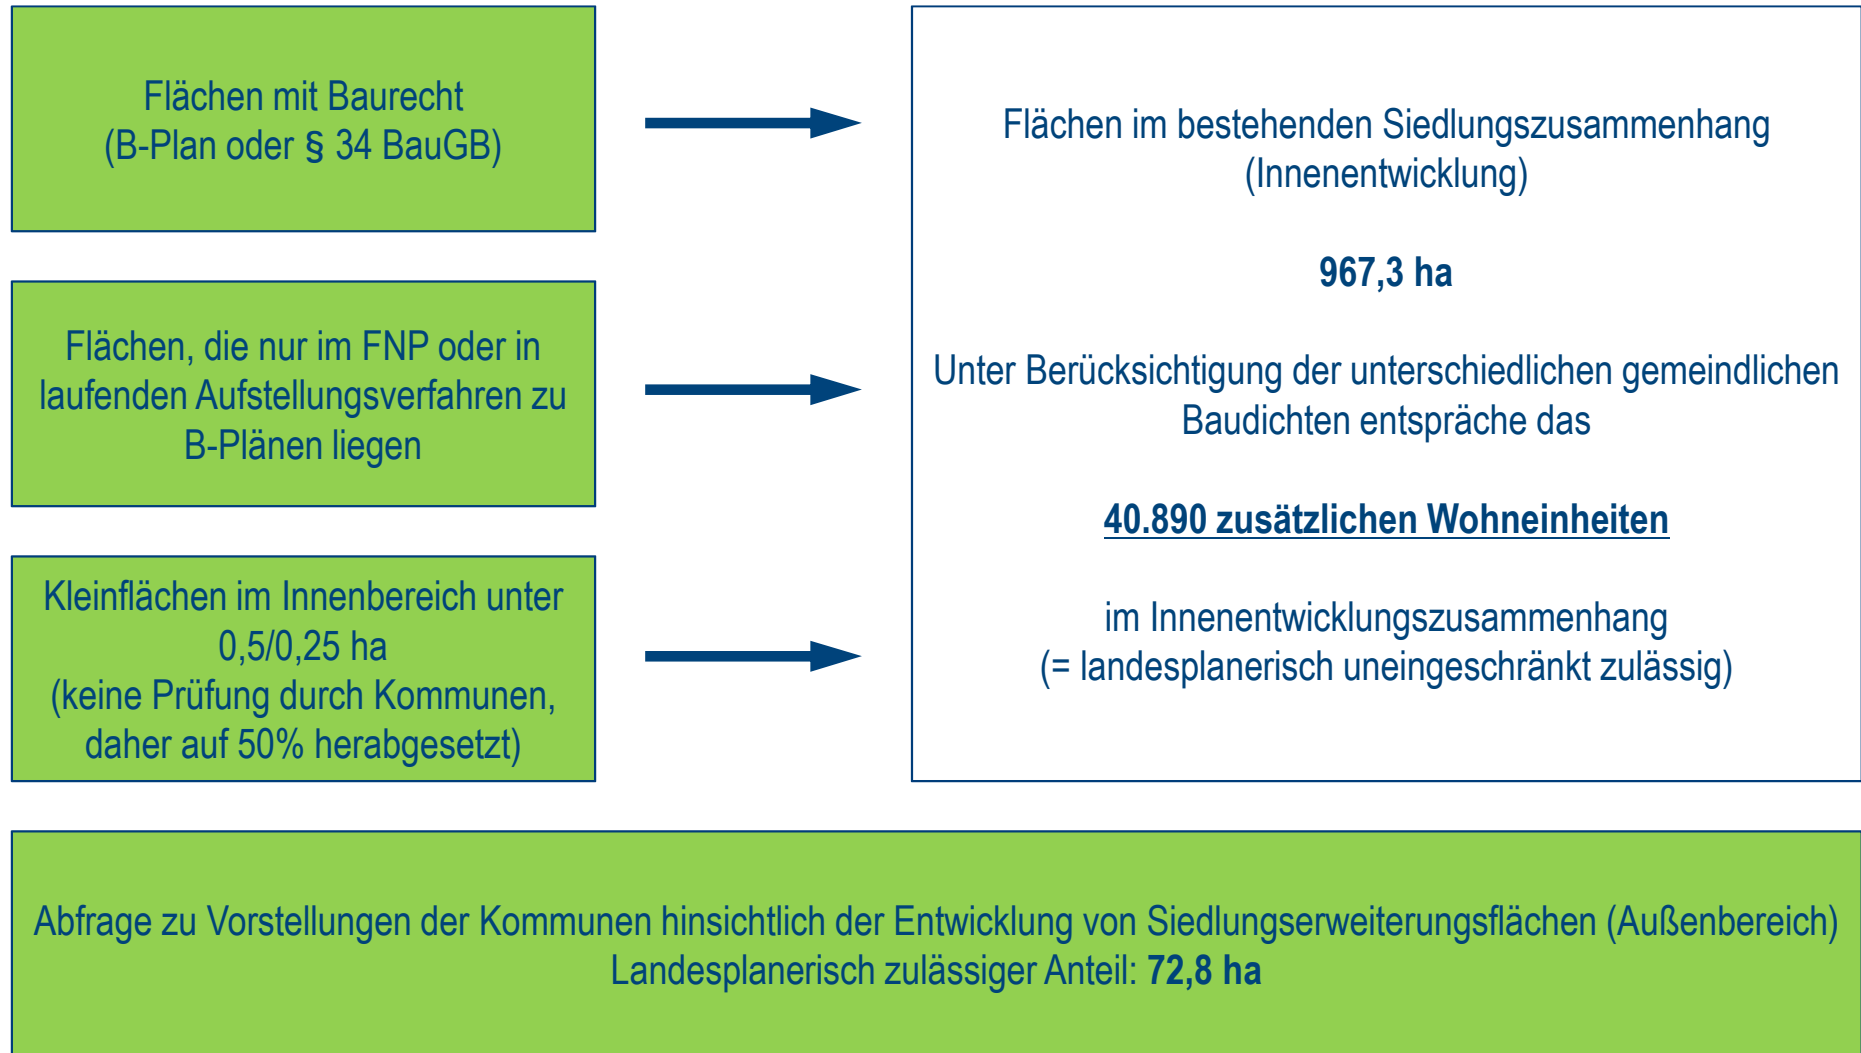 Flächen mit Baurecht
(B-Plan oder § 34 BauGB)
Flächen, die nur im FNP oder in
laufenden Aufstellungsverfahren zu
B-Plänen liegen
Kleinflächen im Innenbereich unter
0,5/0,25 ha
(keine Prüfung durch Kommunen,
daher auf 50% herabgesetzt)
Flächen im bestehenden Siedlungszusammenhang
(Innenentwicklung)
967,3 ha
Unter Berücksichtigung der unterschiedlichen gemeindlichen
Baudichten entspräche das
40.890 zusätzlichen Wohneinheiten
im Innenentwicklungszusammenhang
(= landesplanerisch uneingeschränkt zulässig)
Abfrage zu Vorstellungen der Kommunen hinsichtlich der Entwicklung von Siedlungserweiterungsflächen (Außenbereich)
Landesplanerisch zulässiger Anteil: 72,8 ha